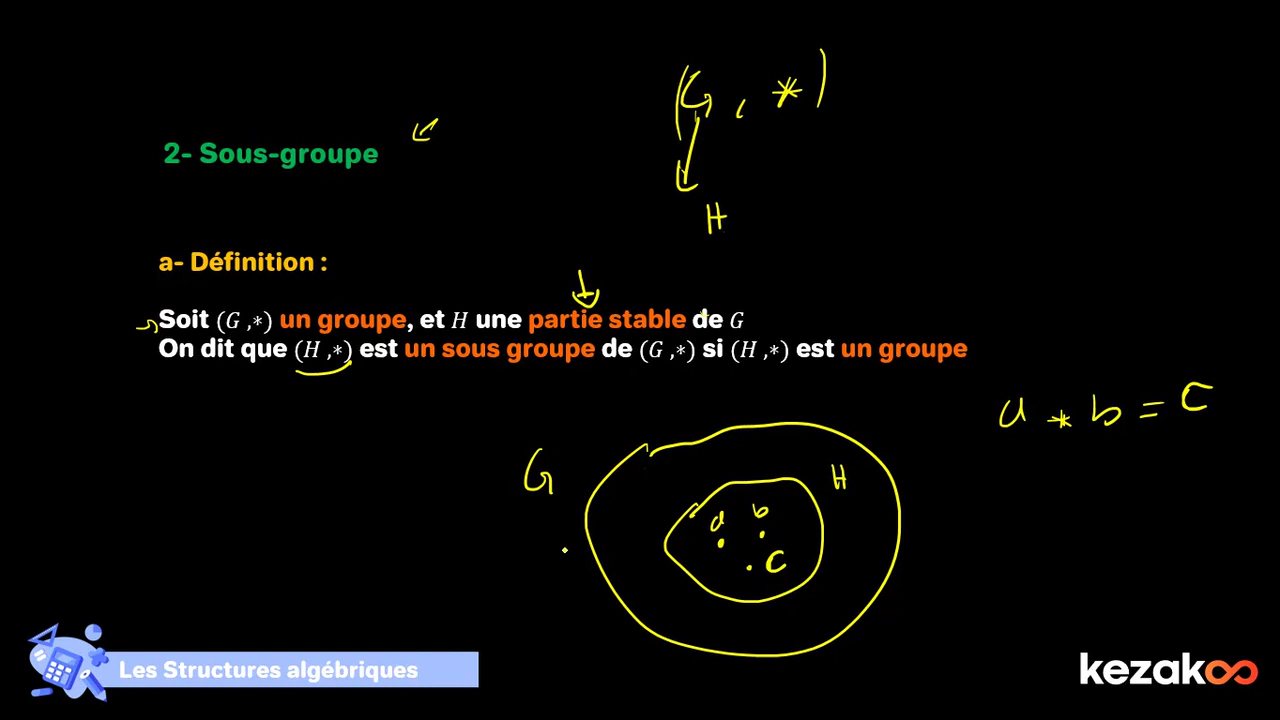 (G , *)
2- Sous-groupe
H
a- Définition :
Soit (G ,*) un groupe, et H une partie stable de G
On dit que (H ,*) est un sous groupe de (G ,*) si (H ,*) est un groupe
a * b = c
G
H
a b
c
Les Structures algébriques
kezakoo